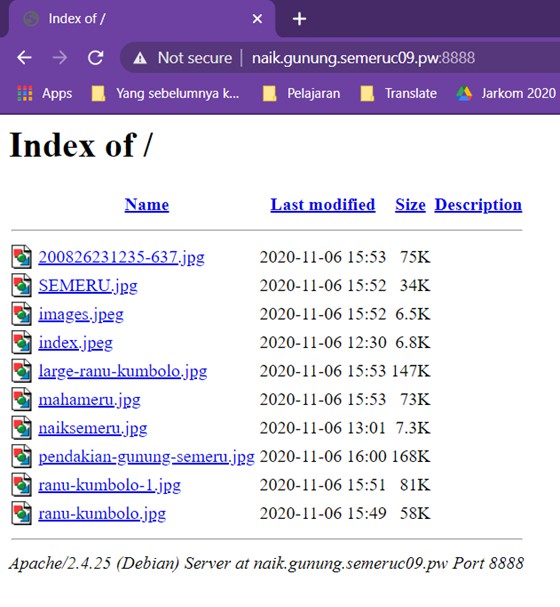 Index of /
Not secure | naik.gunung.semeruc09.pw:8888
Apps Yang sebelumnya k... Pelajaran Translate Jarkom 2020
Index of /
Name Last modified Size Description
200826231235-637.jpg 2020-11-06 15:53 75K
SEMERU.jpg 2020-11-06 15:52 34K
images.jpeg 2020-11-06 15:52 6.5K
index.jpeg 2020-11-06 12:30 6.8K
large-ranu-kumbolo.jpg 2020-11-06 15:53 147K
mahameru.jpg 2020-11-06 15:53 73K
naiksemeru.jpg 2020-11-06 13:01 7.3K
pendakian-gunung-semeru.jpg 2020-11-06 16:00 168K
ranu-kumbolo-1.jpg 2020-11-06 15:51 81K
ranu-kumbolo.jpg 2020-11-06 15:49 58K
Apache/2.4.25 (Debian) Server at naik.gunung.semeruc09.pw Port 8888